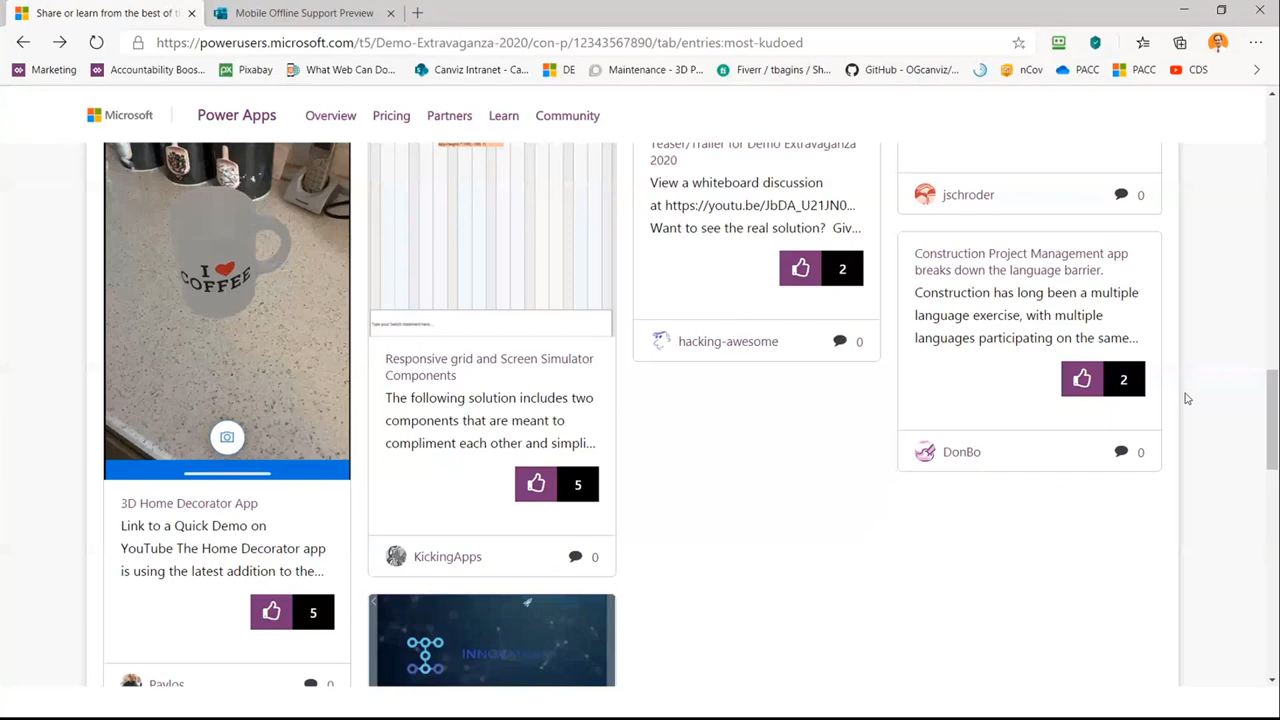 Share or learn from the best of th
Mobile Offline Support Preview
https://powerusers.microsoft.com/t5/Demo-Extravaganza-2020/con-p/12343567890/tab/entries:most-kudoed
Marketing
Accountability Boos...
Pixabay
What Web Can Do...
Canviz Intranet - Ca...
DE
Maintenance - 3D P...
Fiverr / tbagins / Sh...
GitHub - OGcanviz/...
nCov
PACC
PACC
CDS
Microsoft
Power Apps
Overview
Pricing
Partners
Learn
Community
I
COFFEE
3D Home Decorator App
Link to a Quick Demo on
YouTube The Home Decorator app
is using the latest addition to the...
5
Pavlos
0
Responsive grid and Screen Simulator
Components
The following solution includes two
components that are meant to
compliment each other and simpli...
5
KickingApps
0
Teaser/Trailer for Demo Extravaganza
2020
View a whiteboard discussion
at https://youtu.be/JbDA_U21JN0...
Want to see the real solution? Giv...
2
hacking-awesome
0
jschroder
0
Construction Project Management app
breaks down the language barrier.
Construction has long been a multiple
language exercise, with multiple
languages participating on the same...
2
DonBo
0